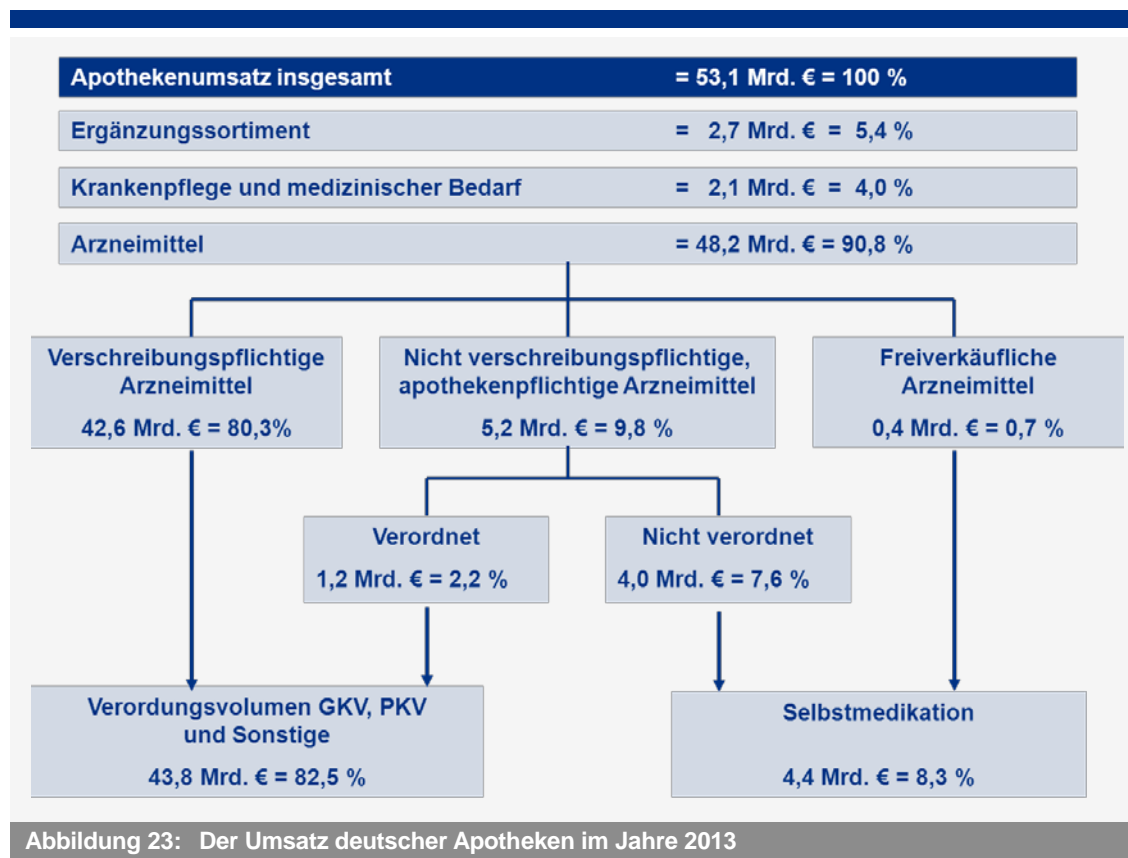 Apothekenumsatz insgesamt = 53,1 Mrd. € = 100 %
Ergänzungssortiment = 2,7 Mrd. € = 5,4 %
Krankenpflege und medizinischer Bedarf = 2,1 Mrd. € = 4,0 %
Arzneimittel = 48,2 Mrd. € = 90,8 %
Verschreibungspflichtige
Arzneimittel
42,6 Mrd. € = 80,3%
Nicht verschreibungspflichtige,
apothekenpflichtige Arzneimittel
5,2 Mrd. € = 9,8 %
Freiverkäufliche
Arzneimittel
0,4 Mrd. € = 0,7 %
Verordnet
1,2 Mrd. € = 2,2 %
Nicht verordnet
4,0 Mrd. € = 7,6 %
Verordungsvolumen GKV, PKV
und Sonstige
43,8 Mrd. € = 82,5 %
Selbstmedikation
4,4 Mrd. € = 8,3 %
Abbildung 23: Der Umsatz deutscher Apotheken im Jahre 2013